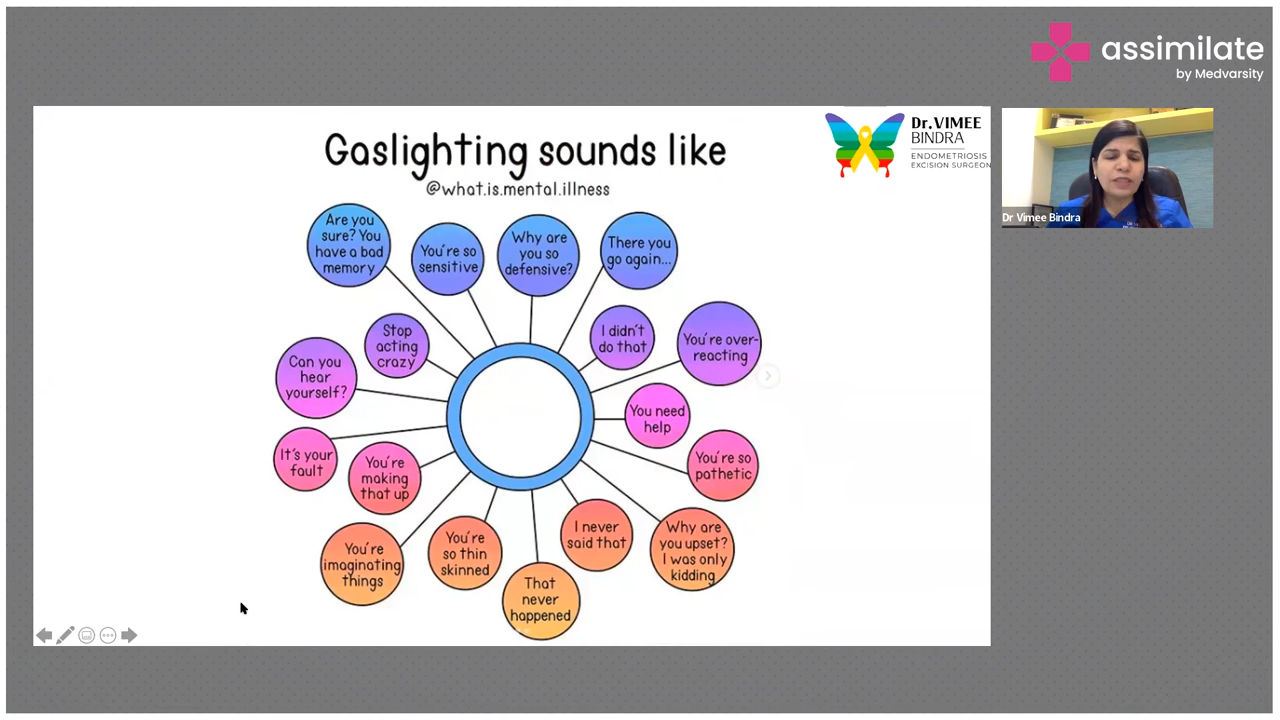 assimilate
by Medvarsity
Gaslighting sounds like
@what.is.mental.illness
Dr.VIMEE
BINDRA
ENDOMETRIOSIS
EXCISION SURGEON
Dr Vimee Bindra
Are you
sure? You
have a bad
memory
You're so
sensitive
Why are
you so
defensive?
There you
go again...
Stop
acting
crazy
I didn't
do that
You're over-
reacting
Can you
hear
yourself?
You need
help
It's your
fault
You're
making
that up
You're so
pathetic
You're
imaginating
things
You're
so thin
skinned
I never
said that
Why are
you upset?
I was only
kidding
That
never
happened